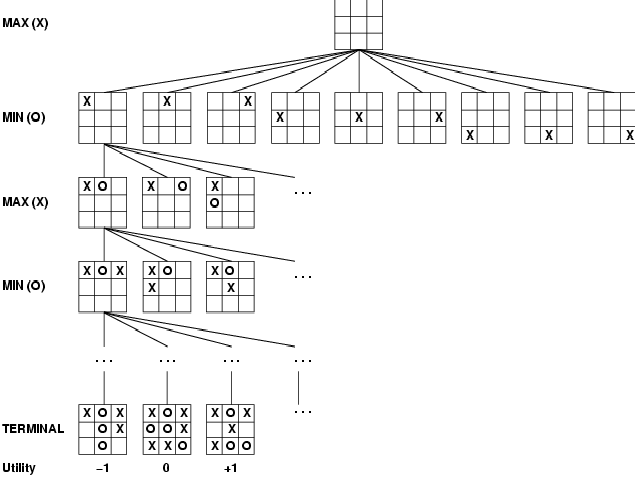 MAX (X)
MIN (O)
X X X X X X X X X
MAX (X)
X O X O X
O
...
MIN (O)
X O X X O X O
X X
...
... ... ... ...
...
TERMINAL
X O X X O X X O X
O X O O X X
O X X O X O O
Utility –1 0 +1